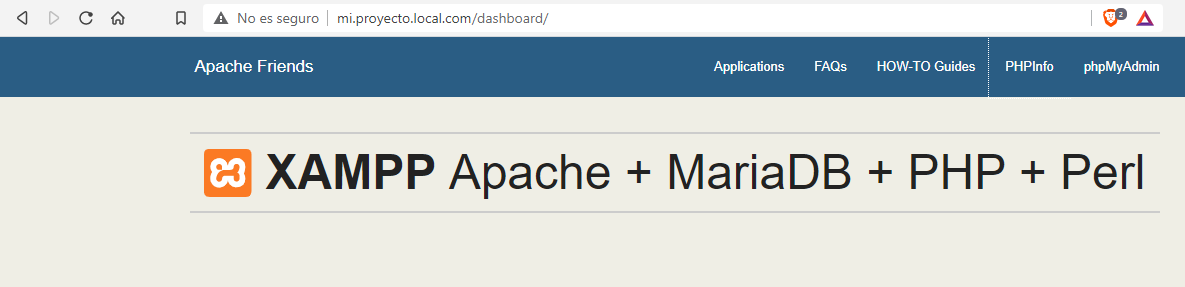 No es seguro mi.proyecto.local.com/dashboard/ 2
Apache Friends Applications FAQs HOW-TO Guides PHPInfo phpMyAdmin
XAMPP Apache + MariaDB + PHP + Perl